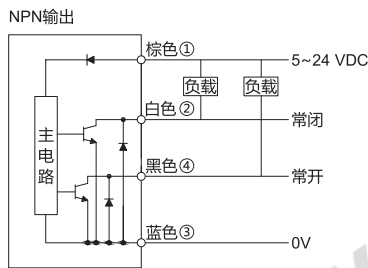 NPN输出
棕色①
5~24 VDC
负载
负载
白色②
常闭
主电路
黑色④
常开
蓝色③
0V